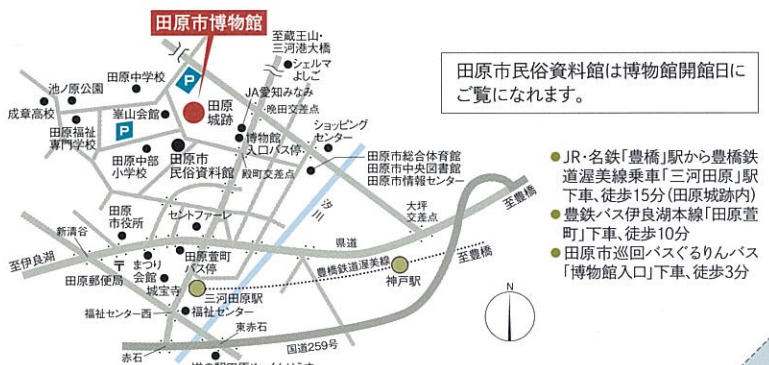 田原市博物館
至蔵王山・
三河港大橋
シェルマ
よしご
田原中学校
池ノ原公園
成章高校
崋山会館
田原
城跡
JA愛知みなみ
晩田交差点
田原福祉
専門学校
P
P
博物館
入口バス停
ショッピング
センター
田原中部
小学校
田原市
民俗資料館
殿町交差点
田原市総合体育館
田原市中央図書館
田原市情報センター
汐川
大坪
交差点
至豊橋
田原
市役所
セントファーレ
新清谷
県道
至伊良湖
〒
田原郵便局
まつり
会館
田原萱町
バス停
城宝寺
豊橋鉄道渥美線
至豊橋
神戸駅
三河田原駅
福祉センター西
福祉センター
東赤石
赤石
国道259号
N
田原市民俗資料館は博物館開館日に
ご覧になれます。
●JR・名鉄「豊橋」駅から豊橋鉄
道渥美線乗車「三河田原」駅
下車、徒歩15分(田原城跡内)
●豊鉄バス伊良湖本線「田原萱
町」下車、徒歩10分
●田原市巡回バスぐるりんバス
「博物館入口」下車、徒歩3分